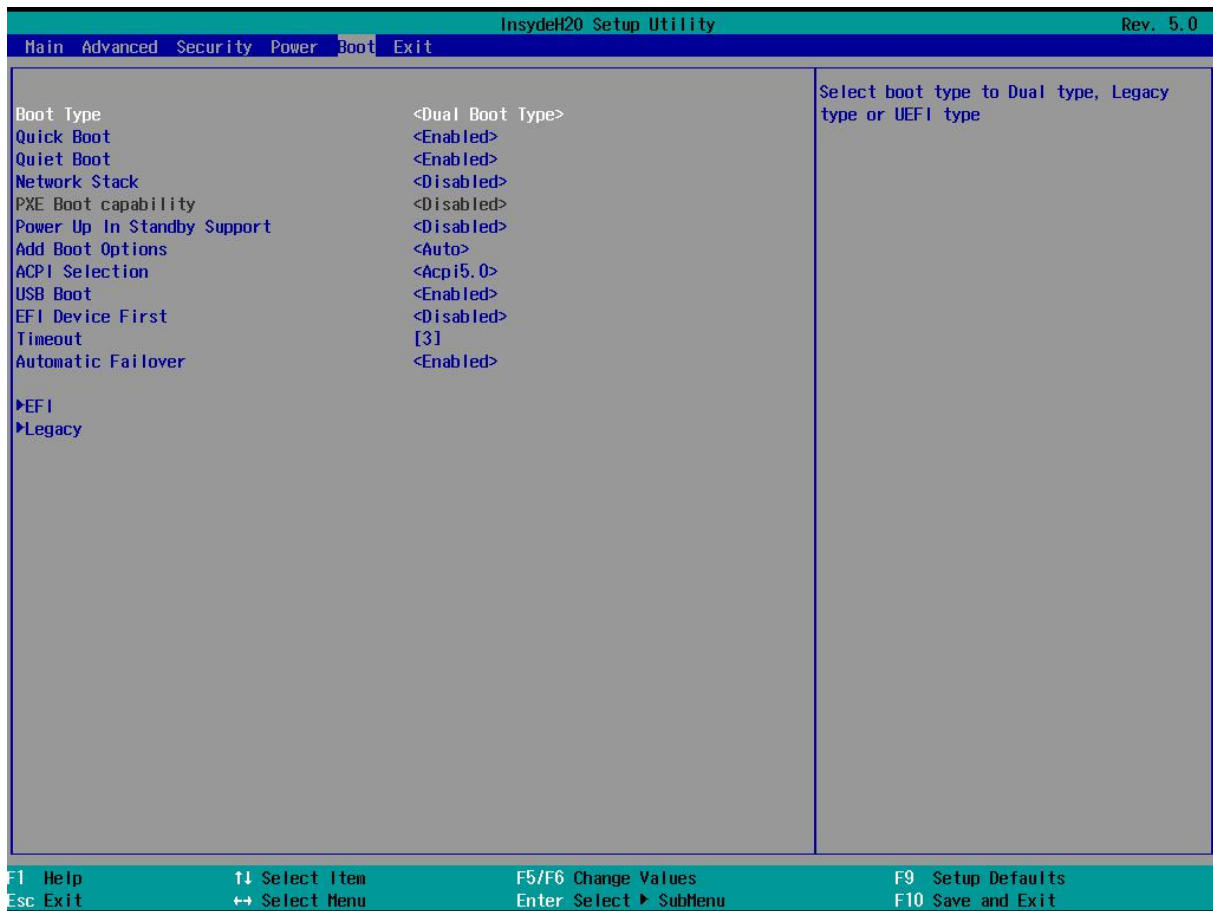 InsydeH20 Setup Utility Rev. 5.0
Main Advanced Security Power Boot Exit
Boot Type <Dual Boot Type>
Quick Boot <Enabled>
Quiet Boot <Enabled>
Network Stack <Disabled>
PXE Boot capability <Disabled>
Power Up In Standby Support <Disabled>
Add Boot Options <Auto>
ACPI Selection <Acpi5.0>
USB Boot <Enabled>
EFI Device First <Disabled>
Timeout [3]
Automatic Failover <Enabled>
▶EFI
▶Legacy
Select boot type to Dual type, Legacy
type or UEFI type
F1 Help ↑↓ Select Item F5/F6 Change Values F9 Setup Defaults
Esc Exit ↔ Select Menu Enter Select ▶ SubMenu F10 Save and Exit